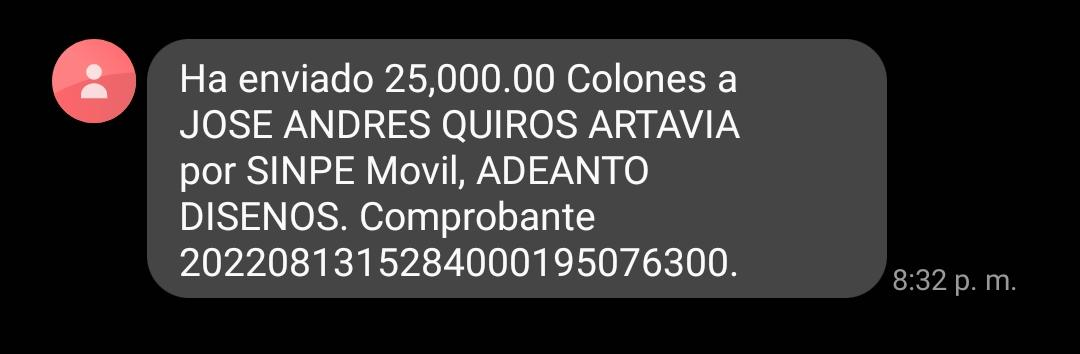 Ha enviado 25,000.00 Colones a
JOSE ANDRES QUIROS ARTAVIA
por SINPE Movil, ADEANTO
DISENOS. Comprobante
2022081315284000195076300.
8:32 p. m.